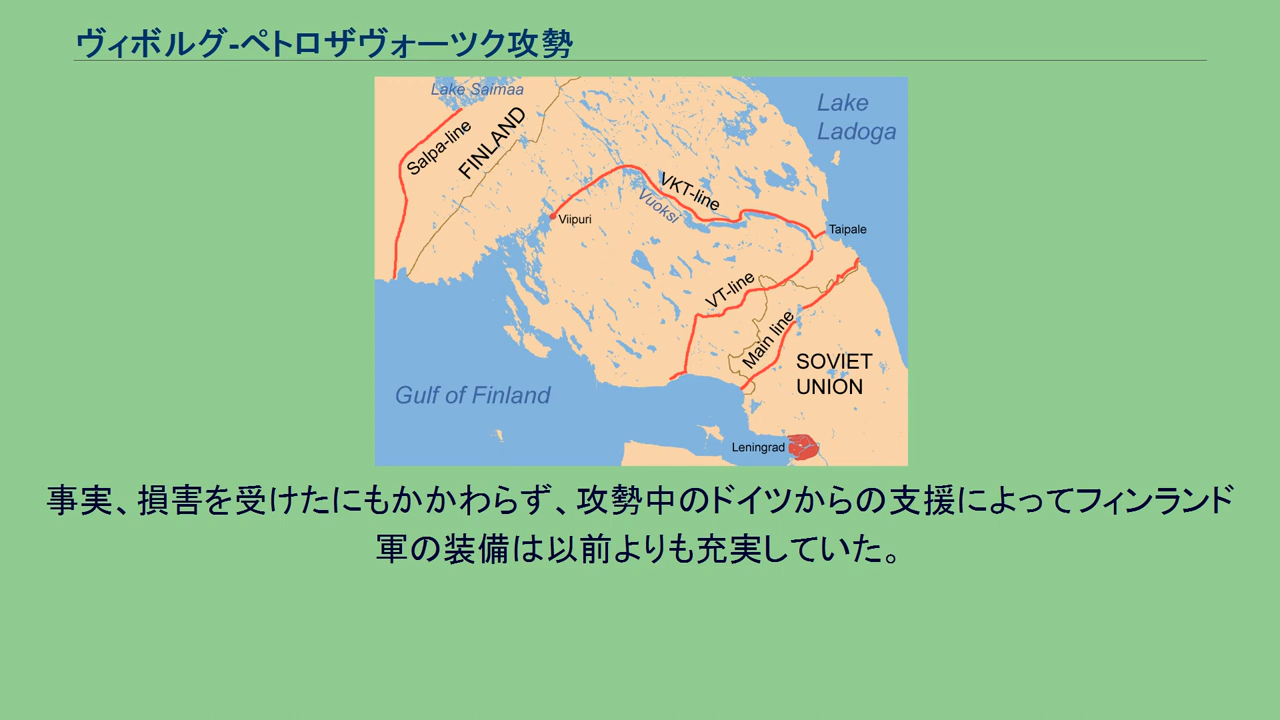 ヴィボルグ-ペトロザヴォーツク攻勢
Lake Saimaa
Lake
Ladoga
Salpa-line
FINLAND
VKT-line
Vuoksi
Viipuri
Taipale
VT-line
Main line
SOVIET
UNION
Gulf of Finland
Leningrad
事実、損害を受けたにもかかわらず、攻勢中のドイツからの支援によってフィンランド
軍の装備は以前よりも充実していた。